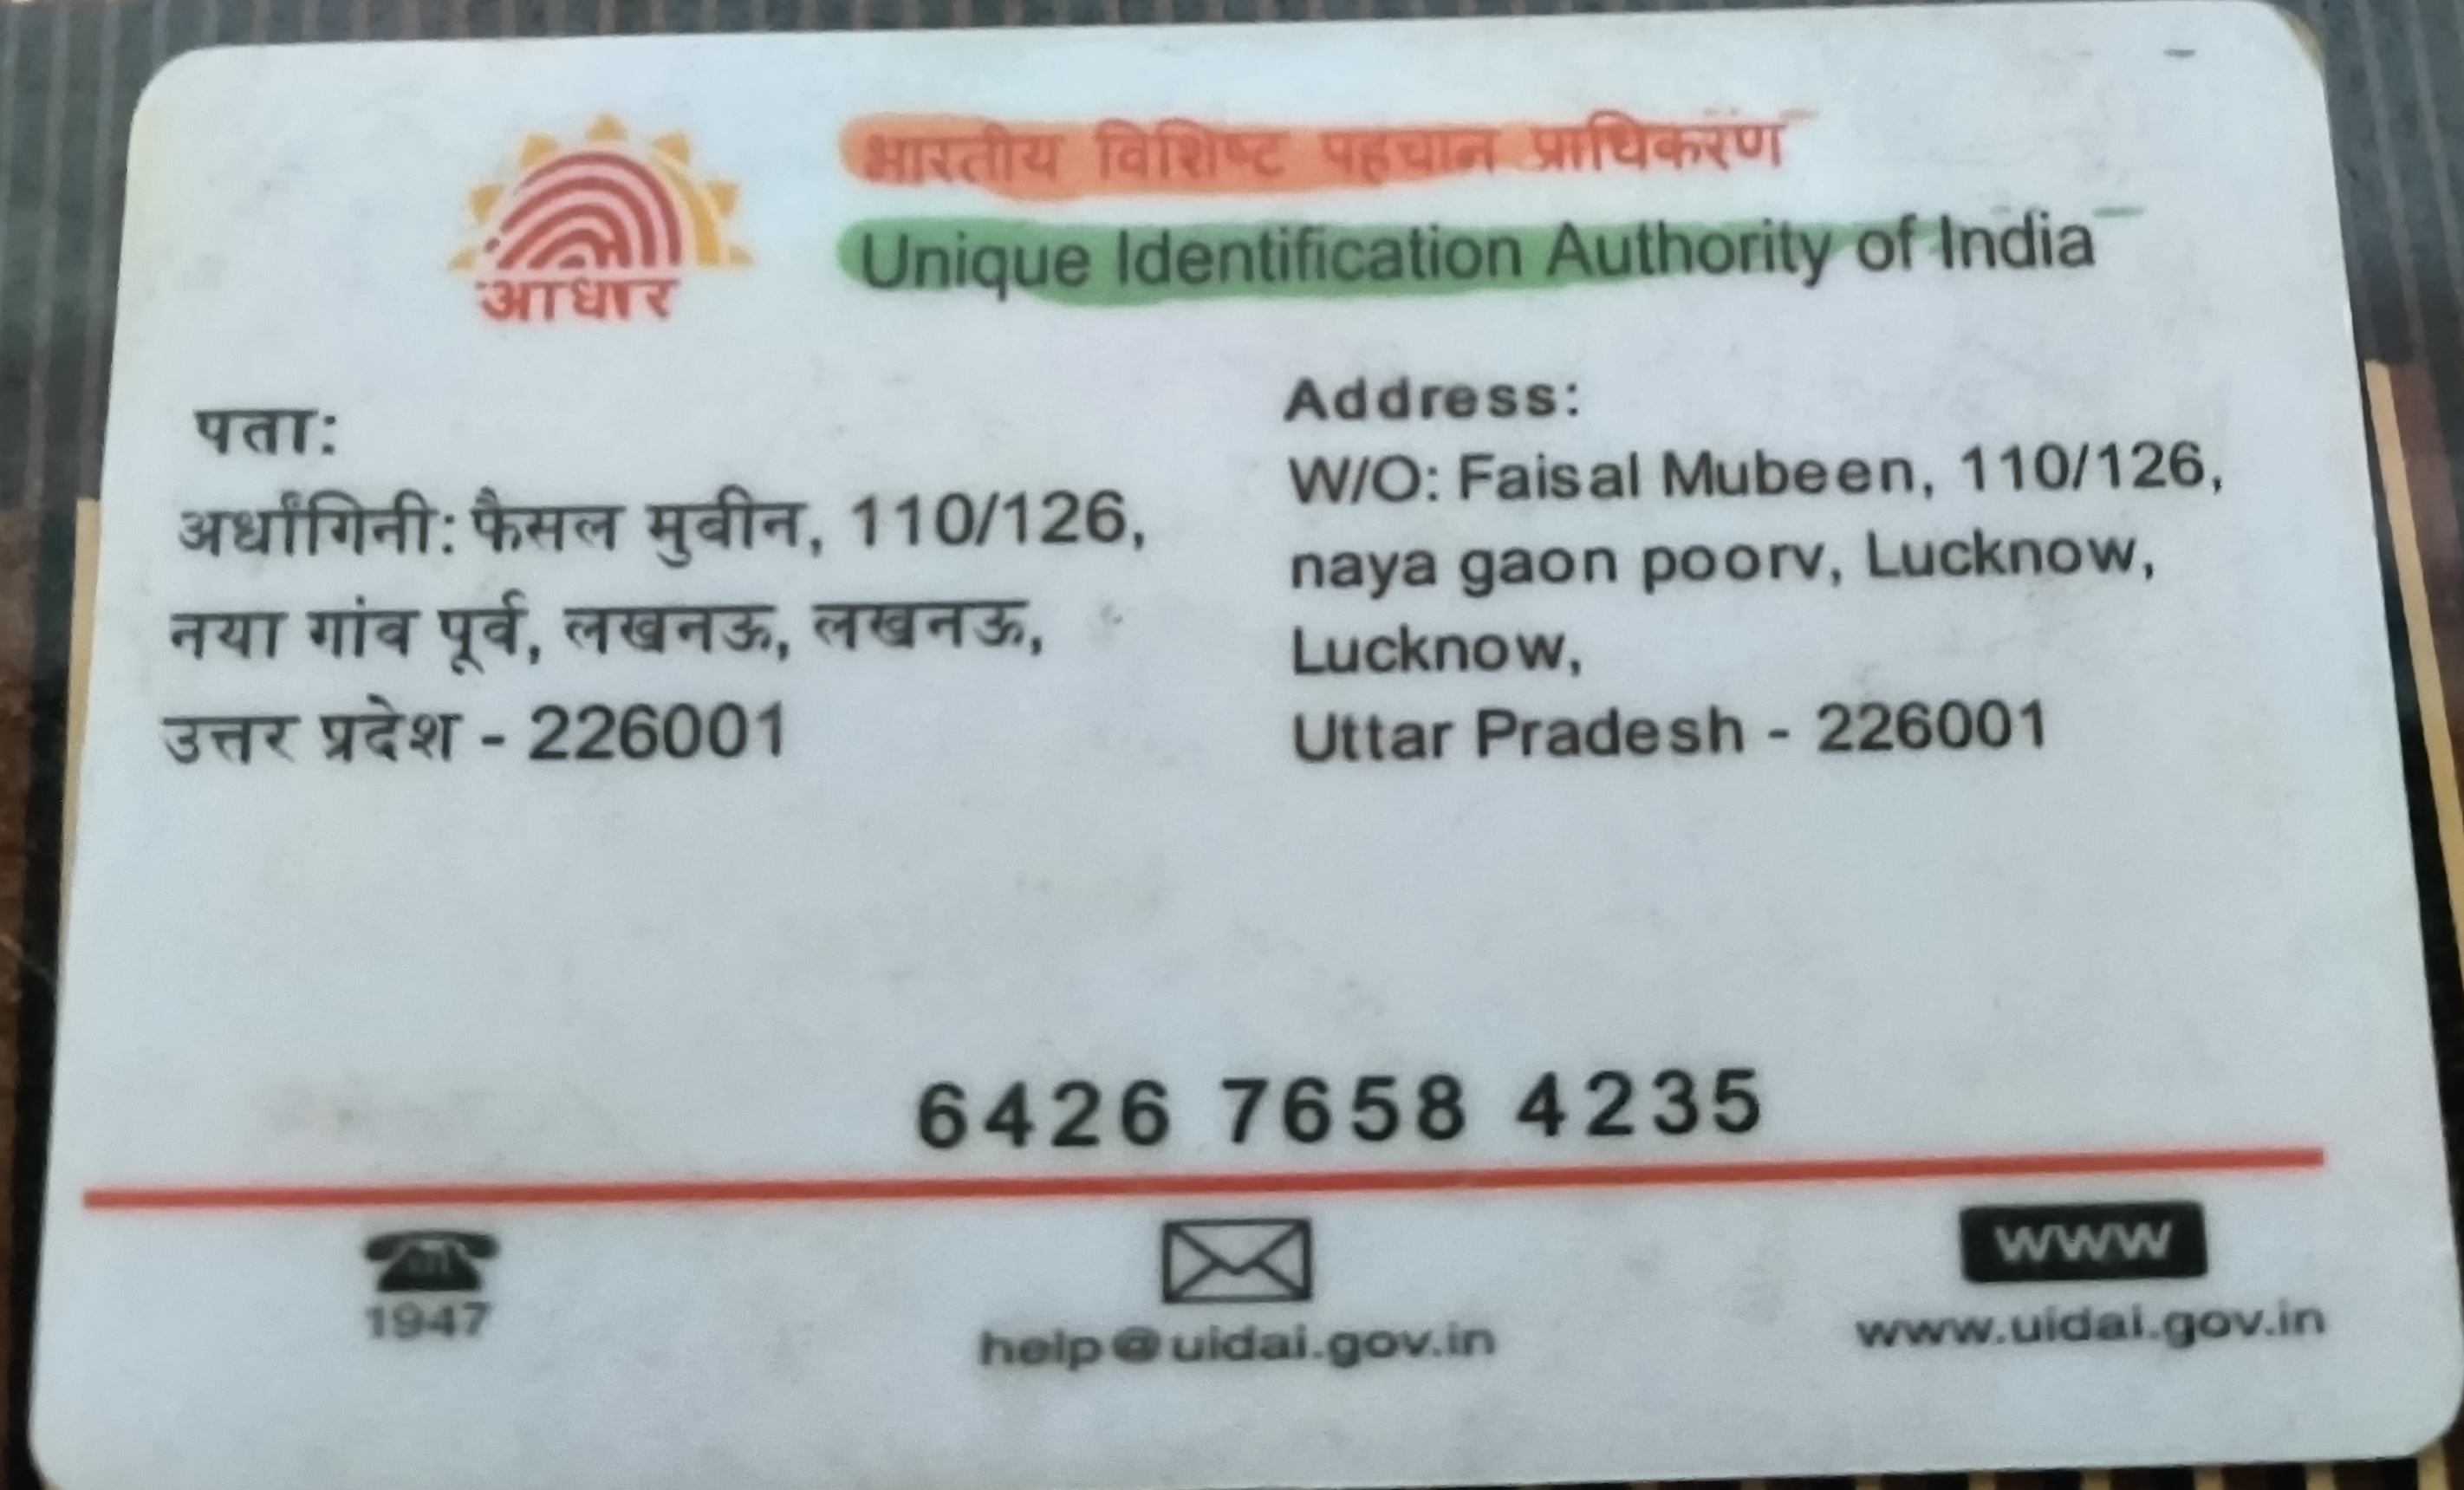 भारतीय विशिष्ट पहचान प्राधिकरण
Unique Identification Authority of India
आधार
पता:
अर्धांगिनी: फैसल मुबीन, 110/126,
नया गांव पूर्व, लखनऊ, लखनऊ,
उत्तर प्रदेश - 226001
Address:
W/O: Faisal Mubeen, 110/126,
naya gaon poorv, Lucknow,
Lucknow,
Uttar Pradesh - 226001
6426 7658 4235
1947
help@uidai.gov.in
www
www.uidai.gov.in